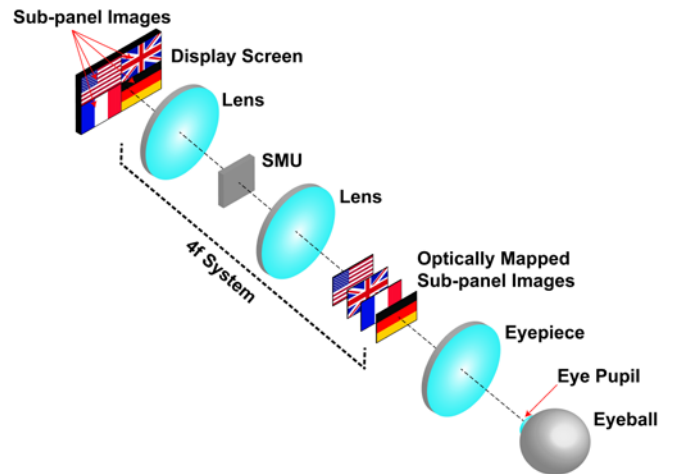 Sub-panel Images
Display Screen
Lens
SMU
Lens
4f System
Optically Mapped
Sub-panel Images
Eyepiece
Eye Pupil
Eyeball